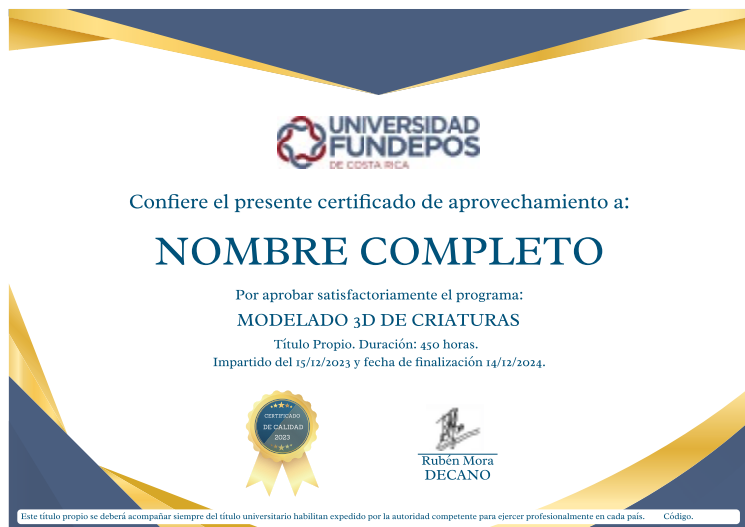 UNIVERSIDAD
FUNDEPOS
DE COSTA RICA
Confiere el presente certificado de aprovechamiento a:
NOMBRE COMPLETO
Por aprobar satisfactoriamente el programa:
MODELADO 3D DE CRIATURAS
Título Propio. Duración: 450 horas.
Impartido del 15/12/2023 y fecha de finalización 14/12/2024.
CERTIFICADO
DE CALIDAD
2023
Rubén Mora
DECANO
Este título propio se deberá acompañar siempre del título universitario habilitan expedido por la autoridad competente para ejercer profesionalmente en cada país. Código.